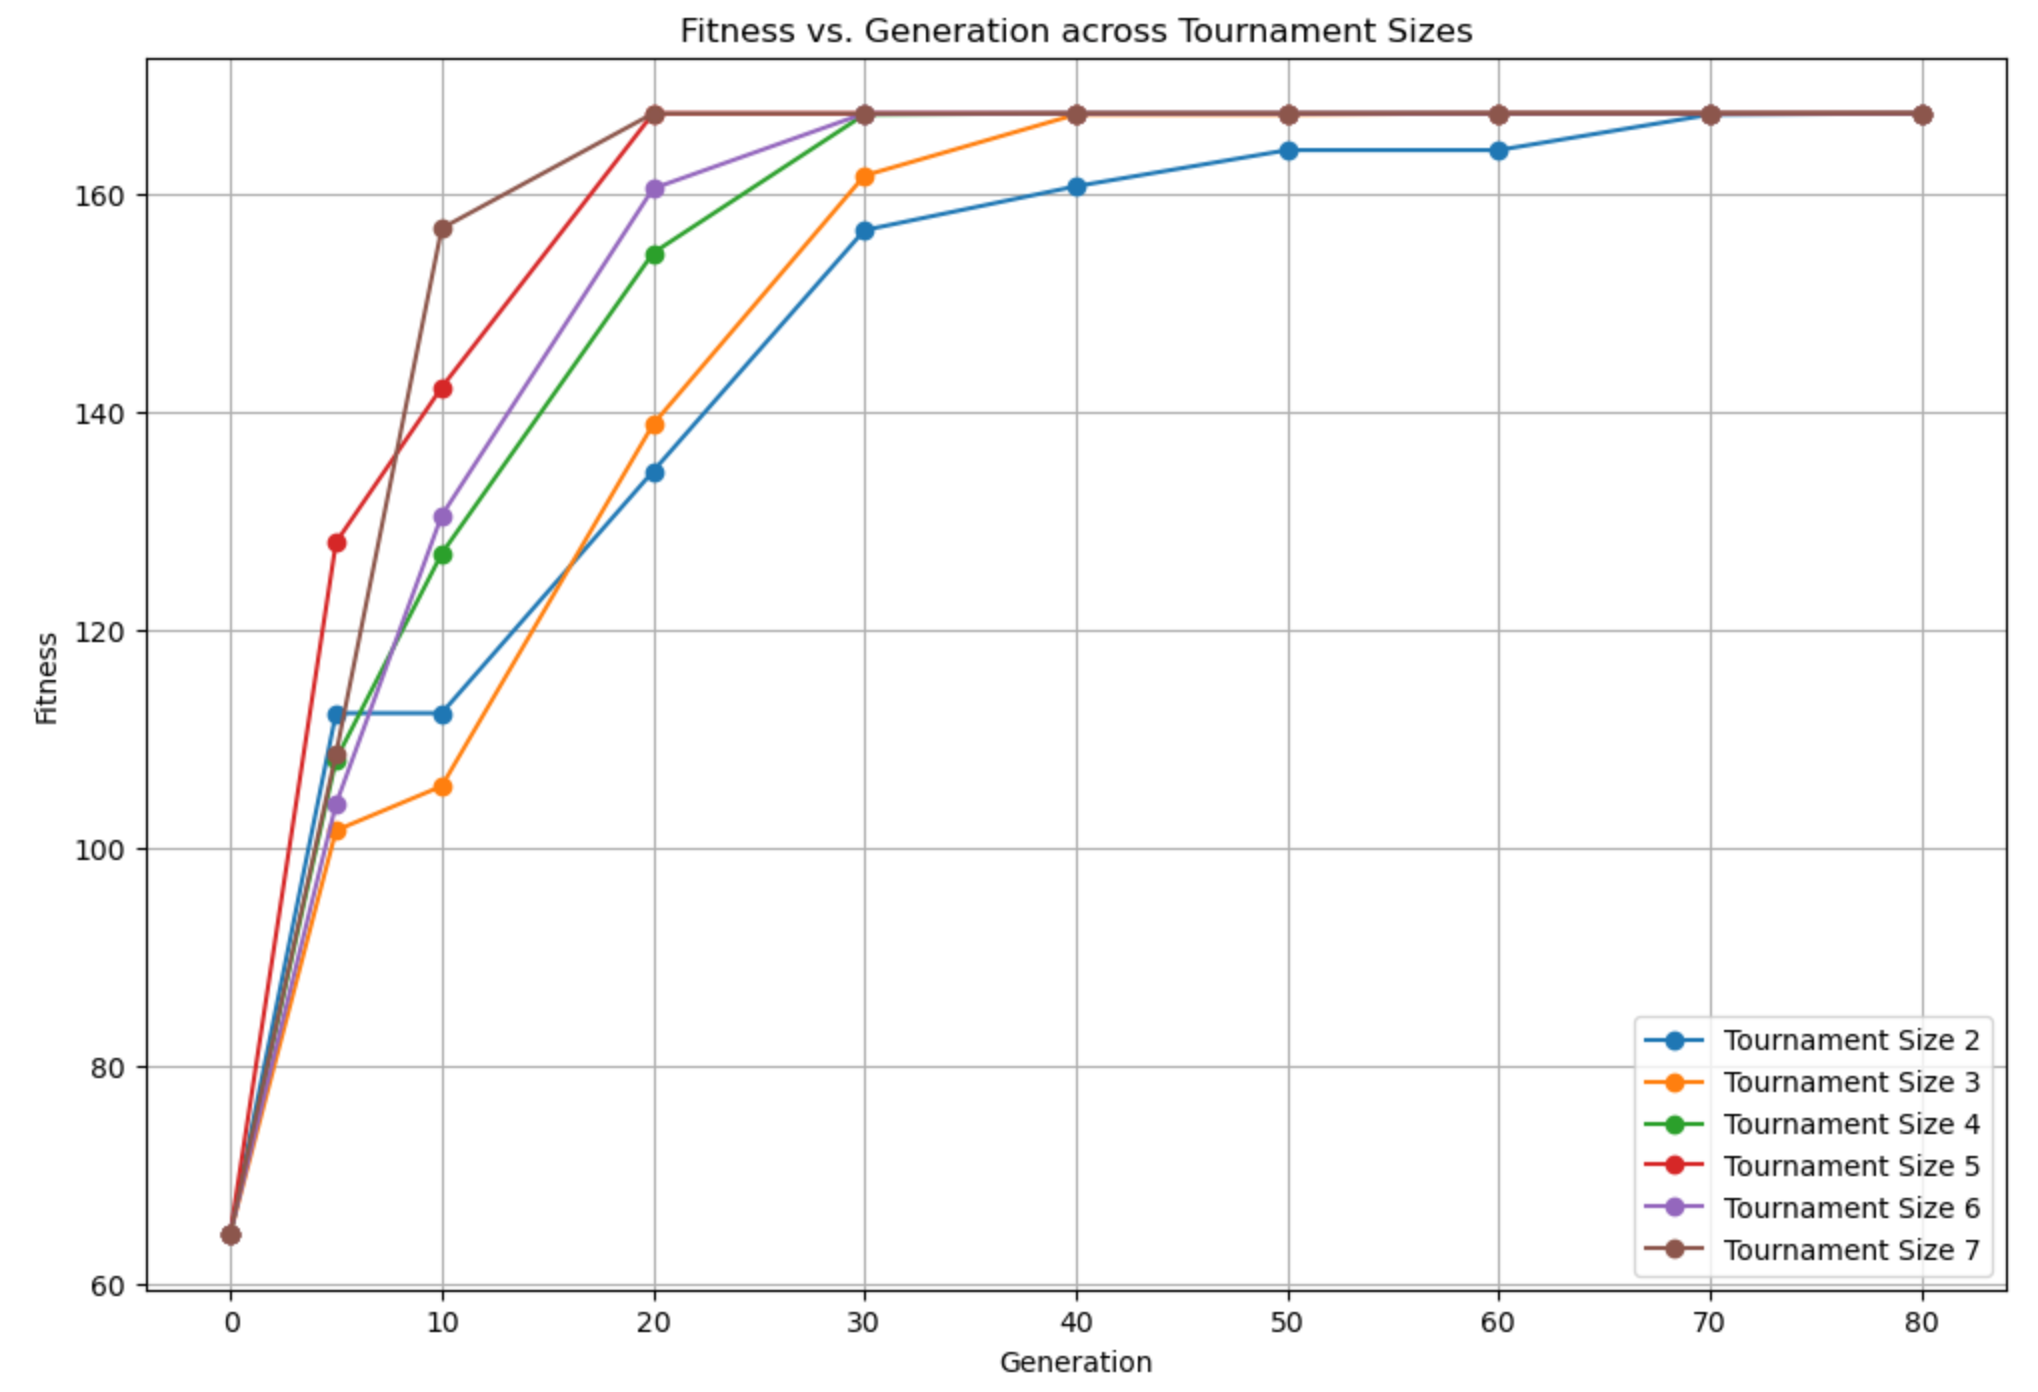 Fitness vs. Generation across Tournament Sizes
160
140
120
100
80
60
Fitness
0 10 20 30 40 50 60 70 80
Generation
Tournament Size 2
Tournament Size 3
Tournament Size 4
Tournament Size 5
Tournament Size 6
Tournament Size 7